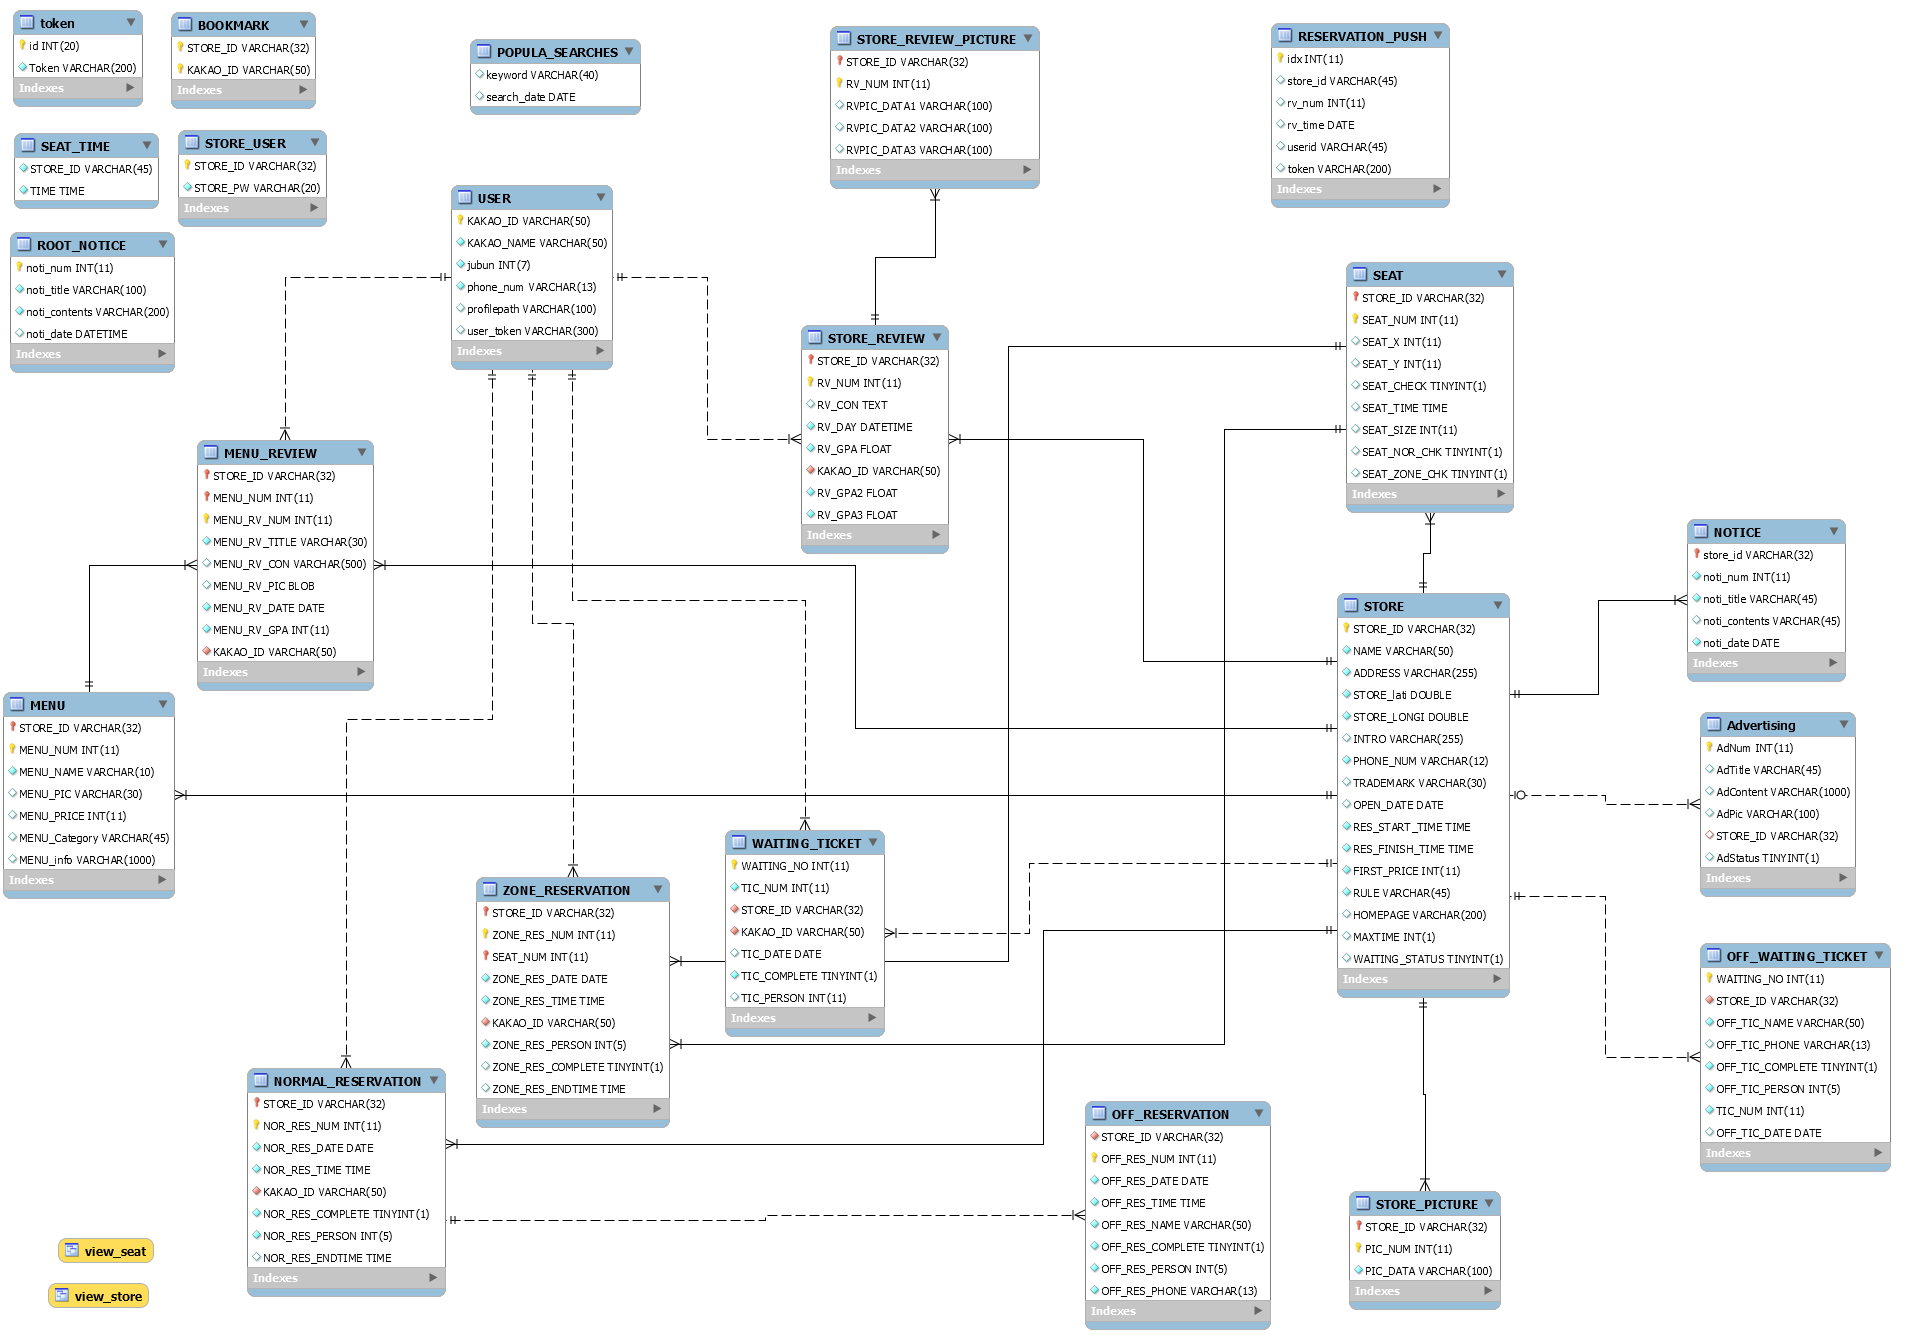 token
id INT(20)
Token VARCHAR(200)
Indexes
BOOKMARK
STORE_ID VARCHAR(32)
KAKAO_ID VARCHAR(50)
Indexes
POPULA_SEARCHES
keyword VARCHAR(40)
search_date DATE
STORE_REVIEW_PICTURE
STORE_ID VARCHAR(32)
RV_NUM INT(11)
RVPIC_DATA1 VARCHAR(100)
RVPIC_DATA2 VARCHAR(100)
RVPIC_DATA3 VARCHAR(100)
Indexes
RESERVATION_PUSH
idx INT(11)
store_id VARCHAR(45)
rv_num INT(11)
rv_time DATE
userid VARCHAR(45)
token VARCHAR(200)
Indexes
SEAT_TIME
STORE_ID VARCHAR(45)
TIME TIME
STORE_USER
STORE_ID VARCHAR(32)
STORE_PW VARCHAR(20)
Indexes
USER
KAKAO_ID VARCHAR(50)
KAKAO_NAME VARCHAR(50)
jubun INT(7)
phone_num VARCHAR(13)
profilepath VARCHAR(100)
user_token VARCHAR(300)
Indexes
ROOT_NOTICE
noti_num INT(11)
noti_title VARCHAR(100)
noti_contents VARCHAR(200)
noti_date DATETIME
Indexes
SEAT
STORE_ID VARCHAR(32)
SEAT_NUM INT(11)
SEAT_X INT(11)
SEAT_Y INT(11)
SEAT_CHECK TINYINT(1)
SEAT_TIME TIME
SEAT_SIZE INT(11)
SEAT_NOR_CHK TINYINT(1)
SEAT_ZONE_CHK TINYINT(1)
Indexes
STORE_REVIEW
STORE_ID VARCHAR(32)
RV_NUM INT(11)
RV_CON TEXT
RV_DAY DATETIME
RV_GPA FLOAT
KAKAO_ID VARCHAR(50)
RV_GPA2 FLOAT
RV_GPA3 FLOAT
Indexes
MENU_REVIEW
STORE_ID VARCHAR(32)
MENU_NUM INT(11)
MENU_RV_NUM INT(11)
MENU_RV_TITLE VARCHAR(30)
MENU_RV_CON VARCHAR(500)
MENU_RV_PIC BLOB
MENU_RV_DATE DATE
MENU_RV_GPA INT(11)
KAKAO_ID VARCHAR(50)
Indexes
NOTICE
store_id VARCHAR(32)
noti_num INT(11)
noti_title VARCHAR(45)
noti_contents VARCHAR(45)
noti_date DATE
Indexes
STORE
STORE_ID VARCHAR(32)
NAME VARCHAR(50)
ADDRESS VARCHAR(255)
STORE_lati DOUBLE
STORE_LONGI DOUBLE
INTRO VARCHAR(255)
PHONE_NUM VARCHAR(12)
TRADEMARK VARCHAR(30)
OPEN_DATE DATE
RES_START_TIME TIME
RES_FINISH_TIME TIME
FIRST_PRICE INT(11)
RULE VARCHAR(45)
HOMEPAGE VARCHAR(200)
MAXTIME INT(1)
WAITING_STATUS TINYINT(1)
Indexes
MENU
STORE_ID VARCHAR(32)
MENU_NUM INT(11)
MENU_NAME VARCHAR(10)
MENU_PIC VARCHAR(30)
MENU_PRICE INT(11)
MENU_Category VARCHAR(45)
MENU_info VARCHAR(1000)
Indexes
Advertising
AdNum INT(11)
AdTitle VARCHAR(45)
AdContent VARCHAR(1000)
AdPic VARCHAR(100)
STORE_ID VARCHAR(32)
AdStatus TINYINT(1)
Indexes
WAITING_TICKET
WAITING_NO INT(11)
TIC_NUM INT(11)
STORE_ID VARCHAR(32)
KAKAO_ID VARCHAR(50)
TIC_DATE DATE
TIC_COMPLETE TINYINT(1)
TIC_PERSON INT(11)
Indexes
ZONE_RESERVATION
STORE_ID VARCHAR(32)
ZONE_RES_NUM INT(11)
SEAT_NUM INT(11)
ZONE_RES_DATE DATE
ZONE_RES_TIME TIME
KAKAO_ID VARCHAR(50)
ZONE_RES_PERSON INT(5)
ZONE_RES_COMPLETE TINYINT(1)
ZONE_RES_ENDTIME TIME
Indexes
OFF_WAITING_TICKET
WAITING_NO INT(11)
STORE_ID VARCHAR(32)
OFF_TIC_NAME VARCHAR(50)
OFF_TIC_PHONE VARCHAR(13)
OFF_TIC_COMPLETE TINYINT(1)
OFF_TIC_PERSON INT(5)
TIC_NUM INT(11)
OFF_TIC_DATE DATE
Indexes
NORMAL_RESERVATION
STORE_ID VARCHAR(32)
NOR_RES_NUM INT(11)
NOR_RES_DATE DATE
NOR_RES_TIME TIME
KAKAO_ID VARCHAR(50)
NOR_RES_COMPLETE TINYINT(1)
NOR_RES_PERSON INT(5)
NOR_RES_ENDTIME TIME
Indexes
OFF_RESERVATION
STORE_ID VARCHAR(32)
OFF_RES_NUM INT(11)
OFF_RES_DATE DATE
OFF_RES_TIME TIME
OFF_RES_NAME VARCHAR(50)
OFF_RES_COMPLETE TINYINT(1)
OFF_RES_PERSON INT(5)
OFF_RES_PHONE VARCHAR(13)
Indexes
STORE_PICTURE
STORE_ID VARCHAR(32)
PIC_NUM INT(11)
PIC_DATA VARCHAR(100)
Indexes
view_seat
view_store